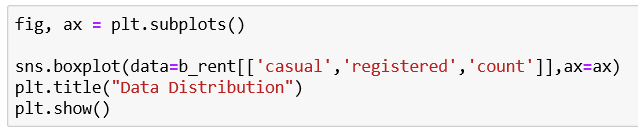 fig, ax = plt.subplots()
sns.boxplot(data=b_rent[['casual','registered','count']],ax=ax)
plt.title("Data Distribution")
plt.show()